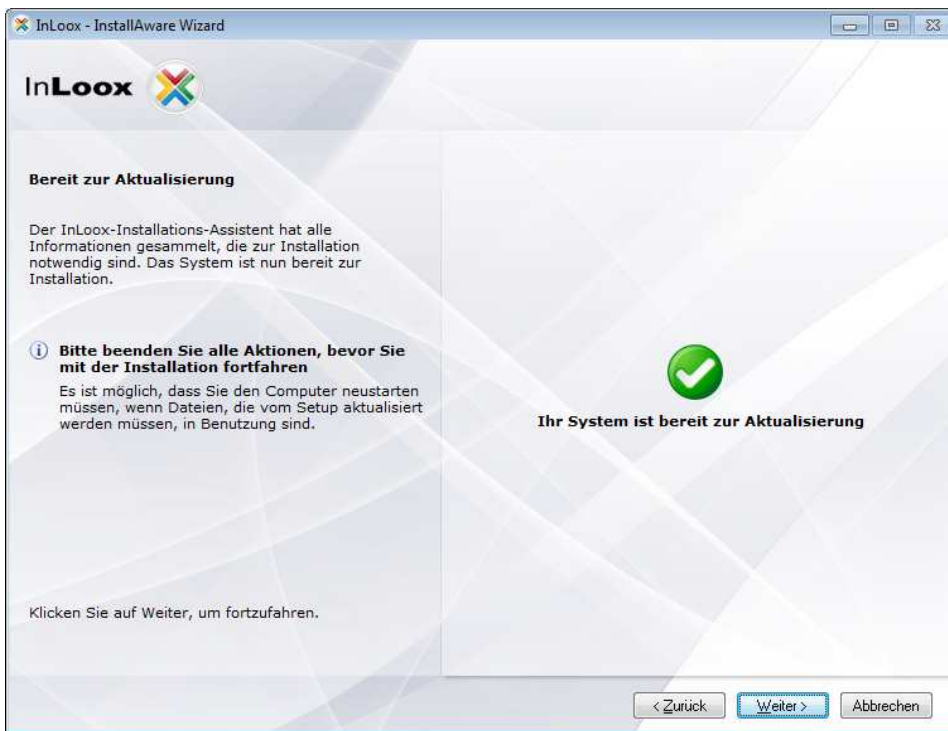 InLoox - InstallAware Wizard
InLoox
Bereit zur Aktualisierung
Der InLoox-Installations-Assistent hat alle
Informationen gesammelt, die zur Installation
notwendig sind. Das System ist nun bereit zur
Installation.
Bitte beenden Sie alle Aktionen, bevor Sie
mit der Installation fortfahren
Es ist möglich, dass Sie den Computer neustarten
müssen, wenn Dateien, die vom Setup aktualisiert
werden müssen, in Benutzung sind.
Ihr System ist bereit zur Aktualisierung
Klicken Sie auf Weiter, um fortzufahren.
< Zurück
Weiter >
Abbrechen